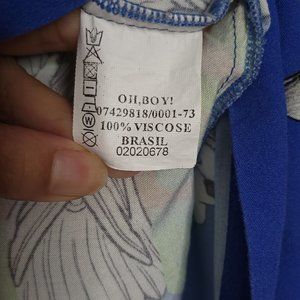 OH,BOY!
07429818/0001-73
100% VISCOSE
BRASIL
02020678